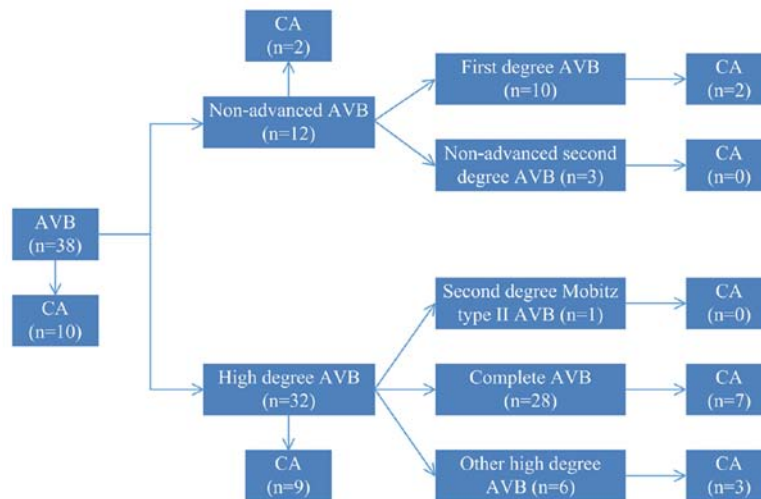 CA
(n=2)
First degree AVB
(n=10)
CA
(n=2)
Non-advanced AVB
(n=12)
Non-advanced second
degree AVB (n=3)
CA
(n=0)
AVB
(n=38)
CA
(n=10)
Second degree Mobitz
type II AVB (n=1)
CA
(n=0)
High degree AVB
(n=32)
Complete AVB
(n=28)
CA
(n=7)
CA
(n=9)
Other high degree
AVB (n=6)
CA
(n=3)